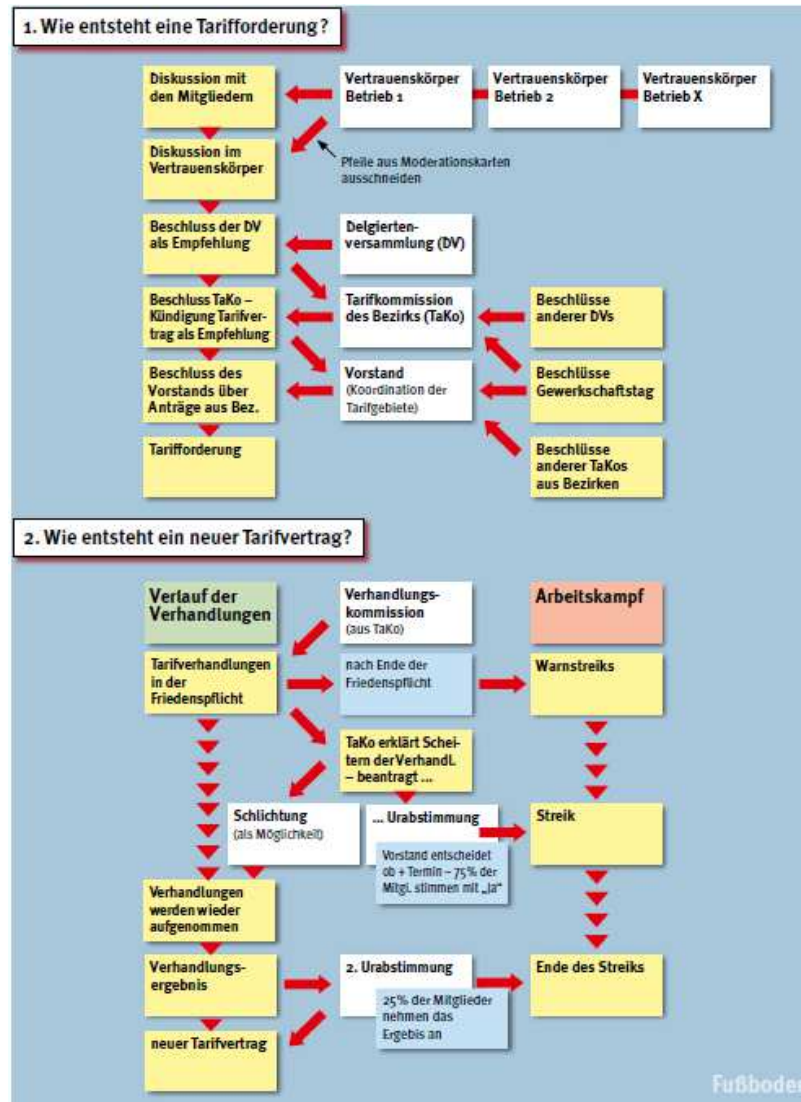 1. Wie entsteht eine Tarifforderung?
Diskussion mit
den Mitgliedern
Vertrauenskörper
Betrieb 1
Vertrauenskörper
Betrieb 2
Vertrauenskörper
Betrieb X
Diskussion im
Vertrauenskörper
Pfeile aus Moderationskarten
ausschneiden
Beschluss der DV
als Empfehlung
Delgierten-
versammlung (DV)
Beschluss TaKo –
Kündigung Tarifver-
trag als Empfehlung
Tarifkommission
des Bezirks (TaKo)
Beschlüsse
anderer DVs
Beschluss des
Vorstands über
Anträge aus Bez.
Vorstand
(Koordination der
Tarifgebiete)
Beschlüsse
Gewerkschaftstag
Tarifforderung
Beschlüsse
anderer TaKos
aus Bezirken
2. Wie entsteht ein neuer Tarifvertrag?
Verlauf der
Verhandlungen
Verhandlungs-
kommission
(aus TaKo)
Arbeitskampf
Tarifverhandlungen
in der
Friedenspflicht
nach Ende der
Friedenspflicht
Warnstreiks
TaKo erklärt Schei-
tern der Verhandl.
– beantragt ...
Schlichtung
(als Möglichkeit)
... Urabstimmung
Vorstand entscheidet
ob + Termin – 75% der
Mitgl. stimmen mit „Ja“
Streik
Verhandlungen
werden wieder
aufgenommen
Verhandlungs-
ergebnis
2. Urabstimmung
25% der Mitglieder
nehmen das
Ergebis an
Ende des Streiks
neuer Tarifvertrag
Fußboden